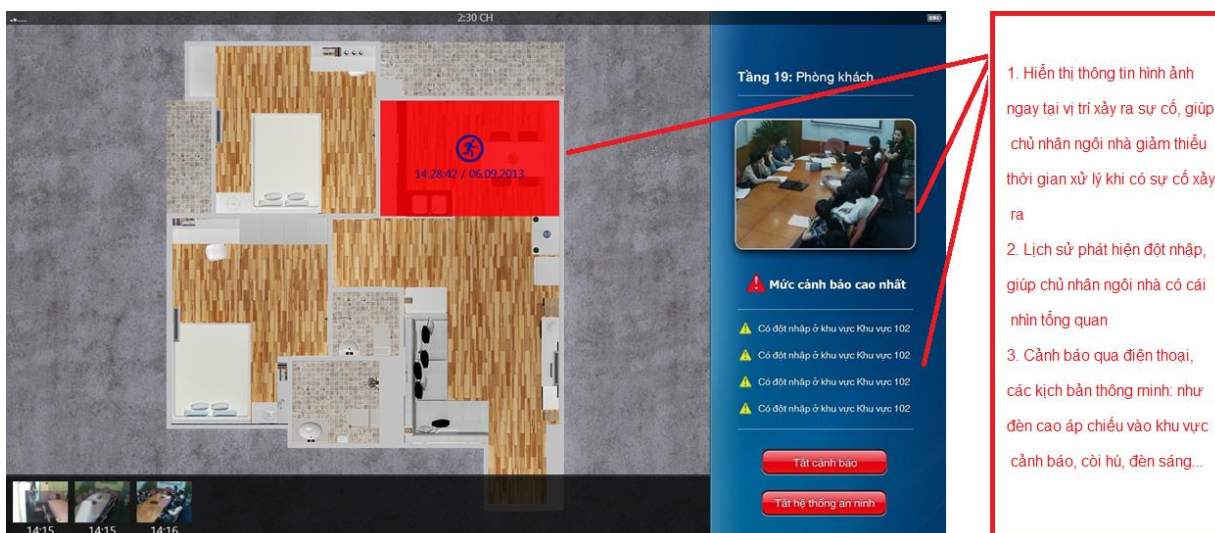 2:30 CH
Tầng 19: Phòng khách
14:28:42 / 06.09.2013
Mức cảnh báo cao nhất
Có đột nhập ở khu vực Khu vực 102
Có đột nhập ở khu vực Khu vực 102
Có đột nhập ở khu vực Khu vực 102
Có đột nhập ở khu vực Khu vực 102
Tắt cảnh báo
Tắt hệ thống an ninh
14:15
14:15
14:16
1. Hiển thị thông tin hình ảnh
ngay tại vị trí xảy ra sự cố, giúp
chủ nhân ngôi nhà giảm thiểu
thời gian xử lý khi có sự cố xảy
ra
2. Lịch sử phát hiện đột nhập,
giúp chủ nhân ngôi nhà có cái
nhìn tổng quan
3. Cảnh báo qua điện thoại,
các kịch bản thông minh: như
đèn cao áp chiếu vào khu vực
cảnh báo, còi hú, đèn sáng...